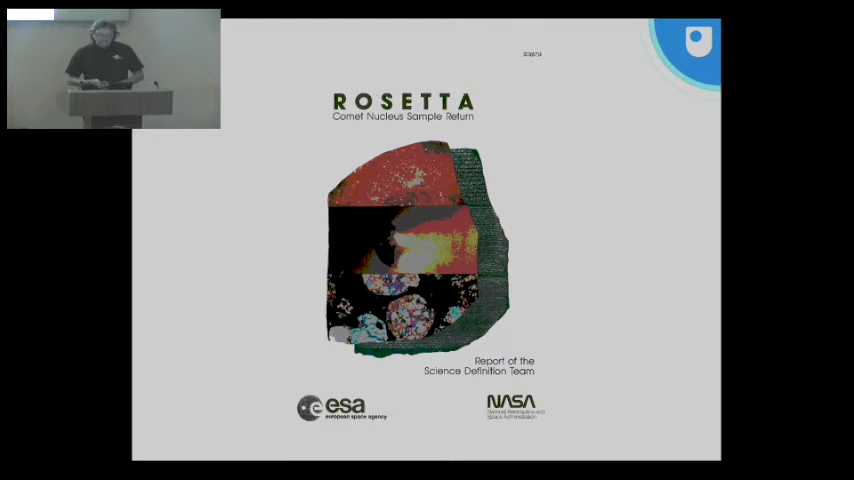 ROSETTA
Comet Nucleus Sample Return
Report of the
Science Definition Team
esa
european space agency
NASA
National Aeronautics and
Space Administration